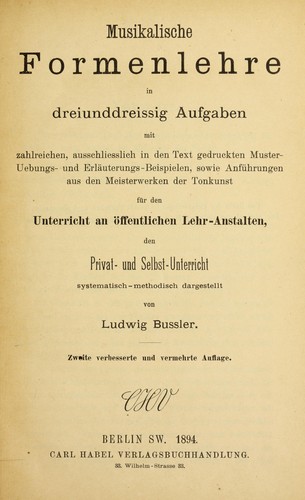 Musikalische
Formenlehre
in
dreiunddreissig Aufgaben
mit
zahlreichen, ausschliesslich in den Text gedruckten Muster-
Uebungs- und Erläuterungs-Beispielen, sowie Anführungen
aus den Meisterwerken der Tonkunst
für den
Unterricht an öffentlichen Lehr-Anstalten,
den
Privat- und Selbst-Unterricht
systematisch-methodisch dargestellt
von
Ludwig Bussler.
Zweite verbesserte und vermehrte Auflage.
BERLIN SW. 1894.
CARL HABEL VERLAGSBUCHHANDLUNG.
33. Wilhelm-Strasse 33.